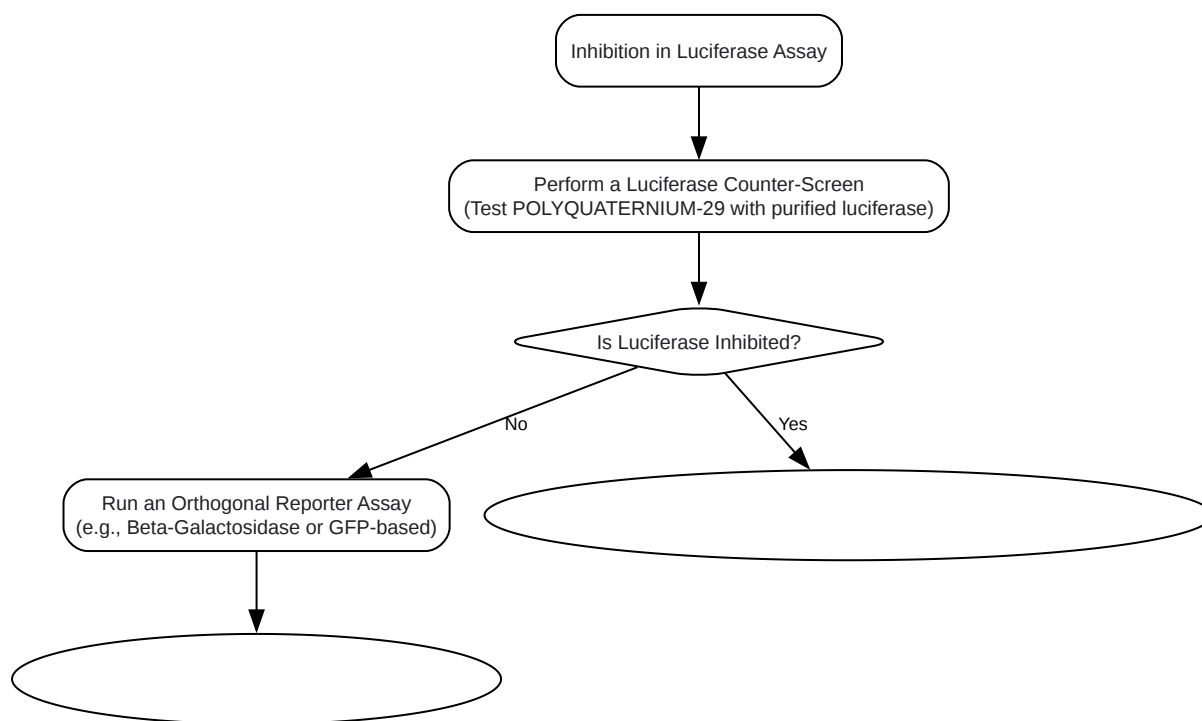 Inhibition in Luciferase Assay
Perform a Luciferase Counter-Screen
(Test POLYQUATERNIUM-29 with purified luciferase)
Is Luciferase Inhibited?
No
Yes
Run an Orthogonal Reporter Assay
(e.g., Beta-Galactosidase or GFP-based)